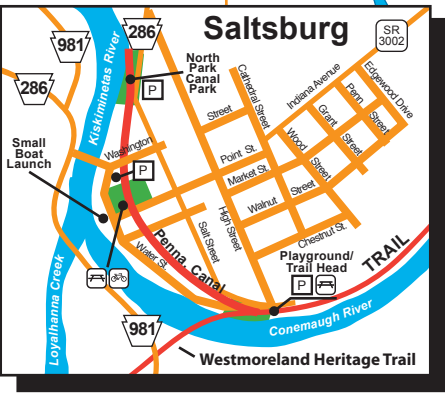 286
Saltsburg
SR
3002
981
Kiskiminetas River
North
Park
Canal
Park
P
286
Cathedral Street
Indiana Avenue
Edgewood Drive
Penn
Street
Grant
Street
Wood
Street
Street
Washington
Point St.
Market St.
Small
Boat
Launch
P
Walnut Street
Salt Street
High Street
Chestnut St.
Water St.
Penna. Canal
Playground/
Trail Head
P
TRAIL
Loyalhanna Creek
Conemaugh River
981
Westmoreland Heritage Trail